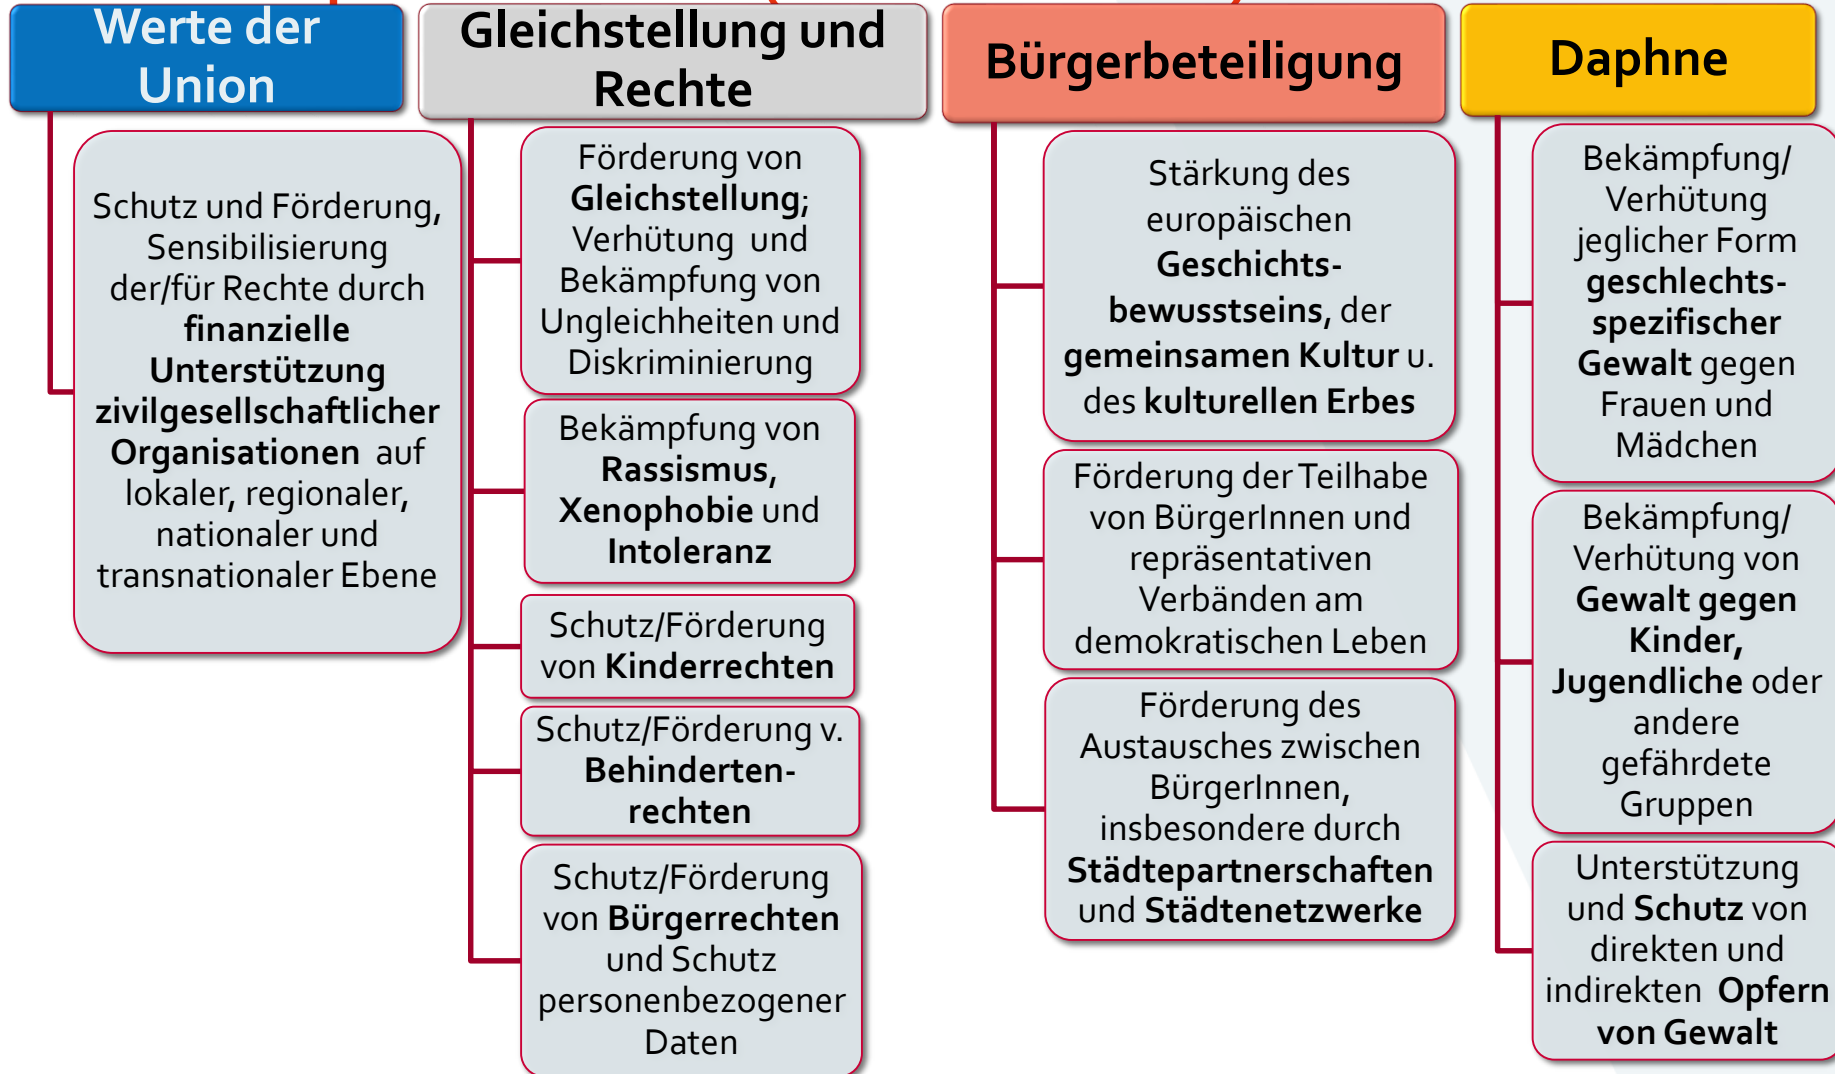 Werte der
Union
Schutz und Förderung,
Sensibilisierung
der/für Rechte durch
finanzielle
Unterstützung
zivilgesellschaftlicher
Organisationen auf
lokaler, regionaler,
nationaler und
transnationaler Ebene
Gleichstellung und
Rechte
Förderung von
Gleichstellung;
Verhütung und
Bekämpfung von
Ungleichheiten und
Diskriminierung
Bekämpfung von
Rassismus,
Xenophobie und
Intoleranz
Schutz/Förderung
von Kinderrechten
Schutz/Förderung v.
Behinderten-
rechten
Schutz/Förderung
von Bürgerrechten
und Schutz
personenbezogener
Daten
Bürgerbeteiligung
Stärkung des
europäischen
Geschichts-
bewusstseins, der
gemeinsamen Kultur u.
des kulturellen Erbes
Förderung der Teilhabe
von BürgerInnen und
repräsentativen
Verbänden am
demokratischen Leben
Förderung des
Austausches zwischen
BürgerInnen,
insbesondere durch
Städtepartnerschaften
und Städtenetzwerke
Daphne
Bekämpfung/
Verhütung
jeglicher Form
geschlechts-
spezifischer
Gewalt gegen
Frauen und
Mädchen
Bekämpfung/
Verhütung von
Gewalt gegen
Kinder,
Jugendliche oder
andere
gefährdete
Gruppen
Unterstützung
und Schutz von
direkten und
indirekten Opfern
von Gewalt